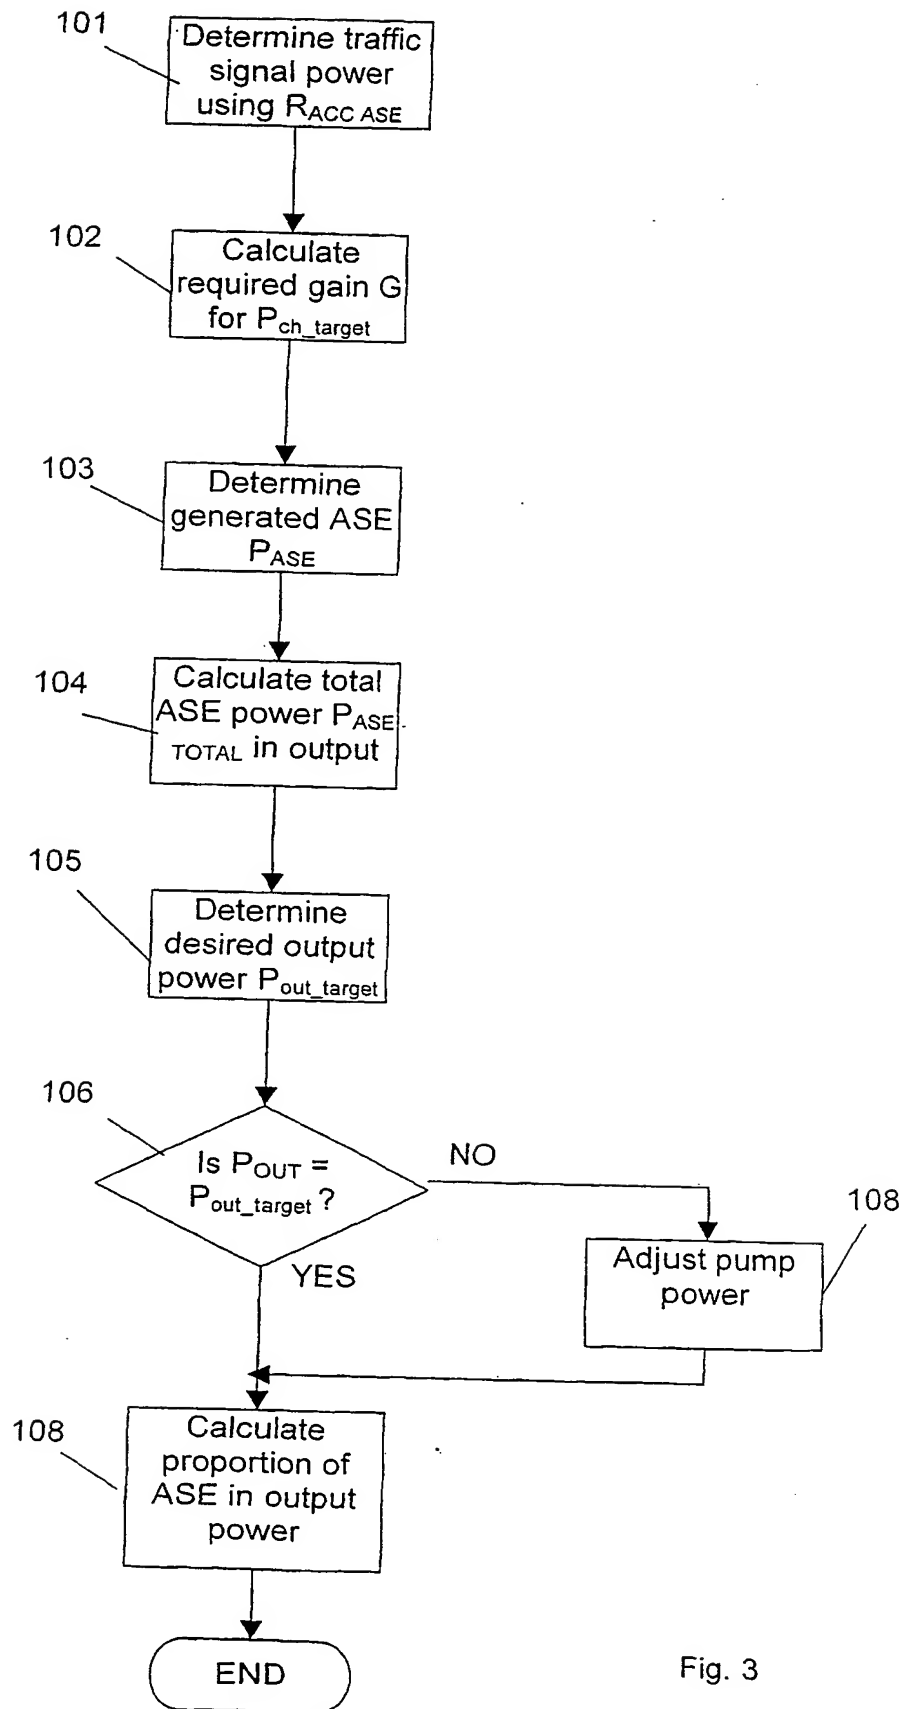 101
Determine traffic
signal power
using RACC ASE
102
Calculate
required gain G
for Pch_target
103
Determine
generated ASE
PASE
104
Calculate total
ASE power PASE
TOTAL in output
105
Determine
desired output
power Pout_target
106
Is POUT =
Pout_target ?
NO
YES
108
Adjust pump
power
108
Calculate
proportion of
ASE in output
power
END
Fig. 3